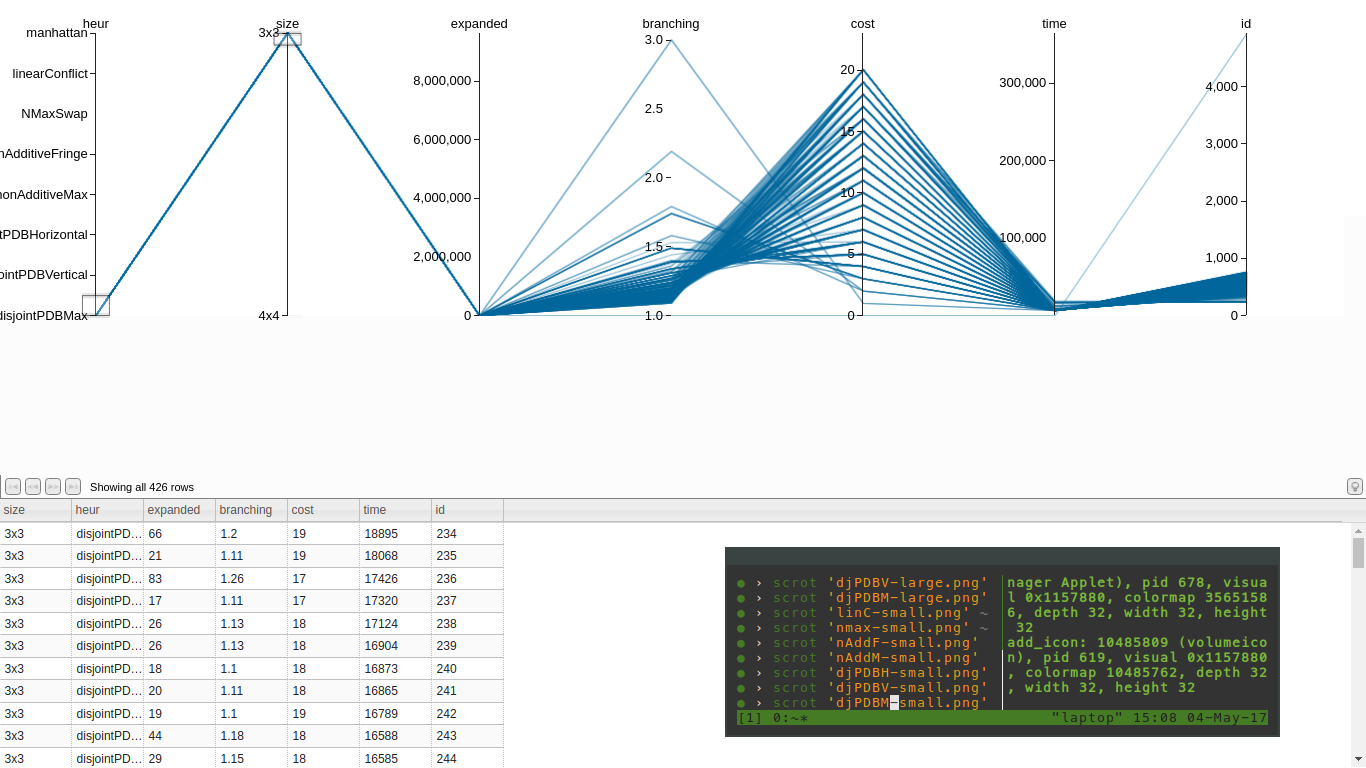 heur size expanded branching cost time id
manhattan
linearConflict
NMaxSwap
nAdditiveFringe
nonAdditiveMax
tPDBHorizontal
ointPDBVertical
disjointPDBMax
3x3
4x4
8,000,000
6,000,000
4,000,000
2,000,000
0
3.0
2.5
2.0
1.5
1.0
20
15
10
5
0
300,000
200,000
100,000
4,000
3,000
2,000
1,000
0
Showing all 426 rows
size heur expanded branching cost time id
3x3 disjointPD... 66 1.2 19 18895 234
3x3 disjointPD... 21 1.11 19 18068 235
3x3 disjointPD... 83 1.26 17 17426 236
3x3 disjointPD... 17 1.11 17 17320 237
3x3 disjointPD... 26 1.13 18 17124 238
3x3 disjointPD... 26 1.13 18 16904 239
3x3 disjointPD... 18 1.1 18 16873 240
3x3 disjointPD... 20 1.11 18 16865 241
3x3 disjointPD... 19 1.1 19 16789 242
3x3 disjointPD... 44 1.18 18 16588 243
3x3 disjointPD... 29 1.15 18 16585 244
● › scrot 'djPDBV-large.png'
● › scrot 'djPDBM-large.png'
● › scrot 'linC-small.png' ~
● › scrot 'nmax-small.png' ~
● › scrot 'nAddF-small.png'
● › scrot 'nAddM-small.png'
● › scrot 'djPDBH-small.png'
● › scrot 'djPDBV-small.png'
● › scrot 'djPDBM-small.png'
nager Applet), pid 678, visua
l 0x1157880, colormap 3565158
6, depth 32, width 32, height
32
add_icon: 10485809 (volumeico
n), pid 619, visual 0x1157880
, colormap 10485762, depth 32
, width 32, height 32
[1] 0:~* "laptop" 15:08 04-May-17